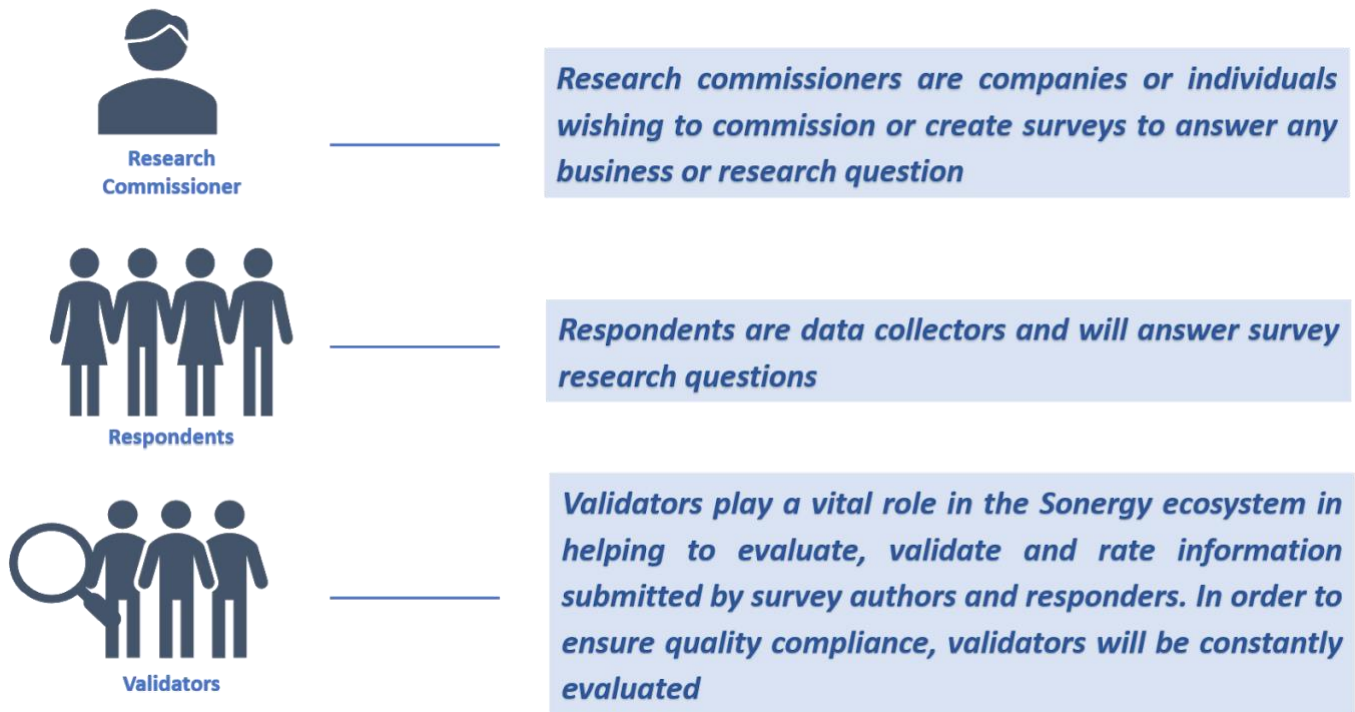 Research
Commissioner
Research commissioners are companies or individuals
wishing to commission or create surveys to answer any
business or research question
Respondents
Respondents are data collectors and will answer survey
research questions
Validators
Validators play a vital role in the Sonergy ecosystem in
helping to evaluate, validate and rate information
submitted by survey authors and responders. In order to
ensure quality compliance, validators will be constantly
evaluated